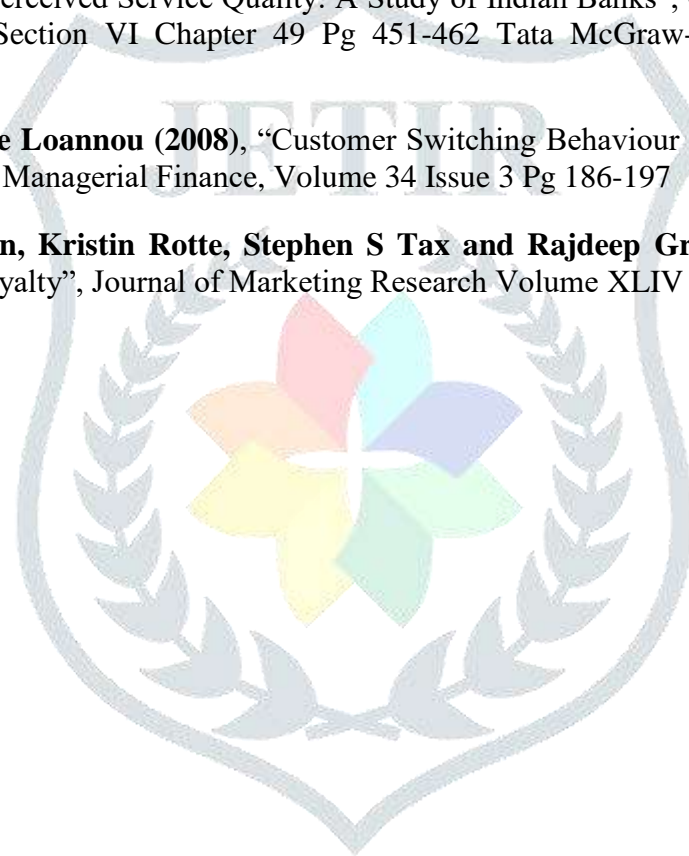 erceived Service Quality: A Study of Indian Banks",
Section VI Chapter 49 Pg 451-462 Tata McGraw-
JETIR
e Loannou (2008), “Customer Switching Behaviour
Managerial Finance, Volume 34 Issue 3 Pg 186-197
n, Kristin Rotte, Stephen S Tax and Rajdeep Gr
yalty”, Journal of Marketing Research Volume XLIV